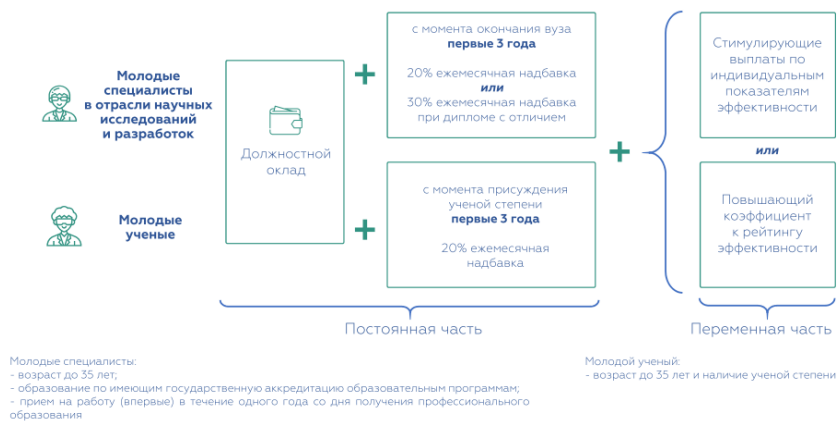 Молодые
специалисты
в отрасли научных
исследований
и разработок
Должностной
оклад
+
с момента окончания вуза
первые 3 года
20% ежемесячная надбавка
или
30% ежемесячная надбавка
при дипломе с отличием
+
Стимулирующие
выплаты по
индивидуальным
показателям
эффективности
или
Повышающий
коэффициент
к рейтингу
эффективности
Молодые
ученые
+
с момента присуждения
ученой степени
первые 3 года
20% ежемесячная
надбавка
Постоянная часть
Переменная часть
Молодые специалисты:
- возраст до 35 лет;
- образование по имеющим государственную аккредитацию образовательным программам;
- прием на работу (впервые) в течение одного года со дня получения профессионального
образования
Молодой ученый:
- возраст до 35 лет и наличие ученой степени